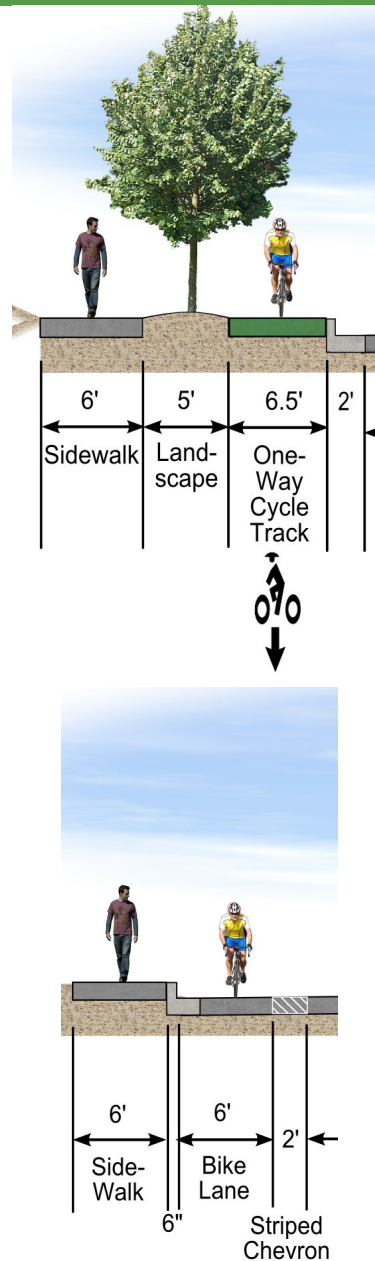 6' 5' 6.5' 2'
Sidewalk Land-
scape One-
Way
Cycle
Track
6' 6' 2'
Side-
Walk Bike
Lane
6" Striped
Chevron